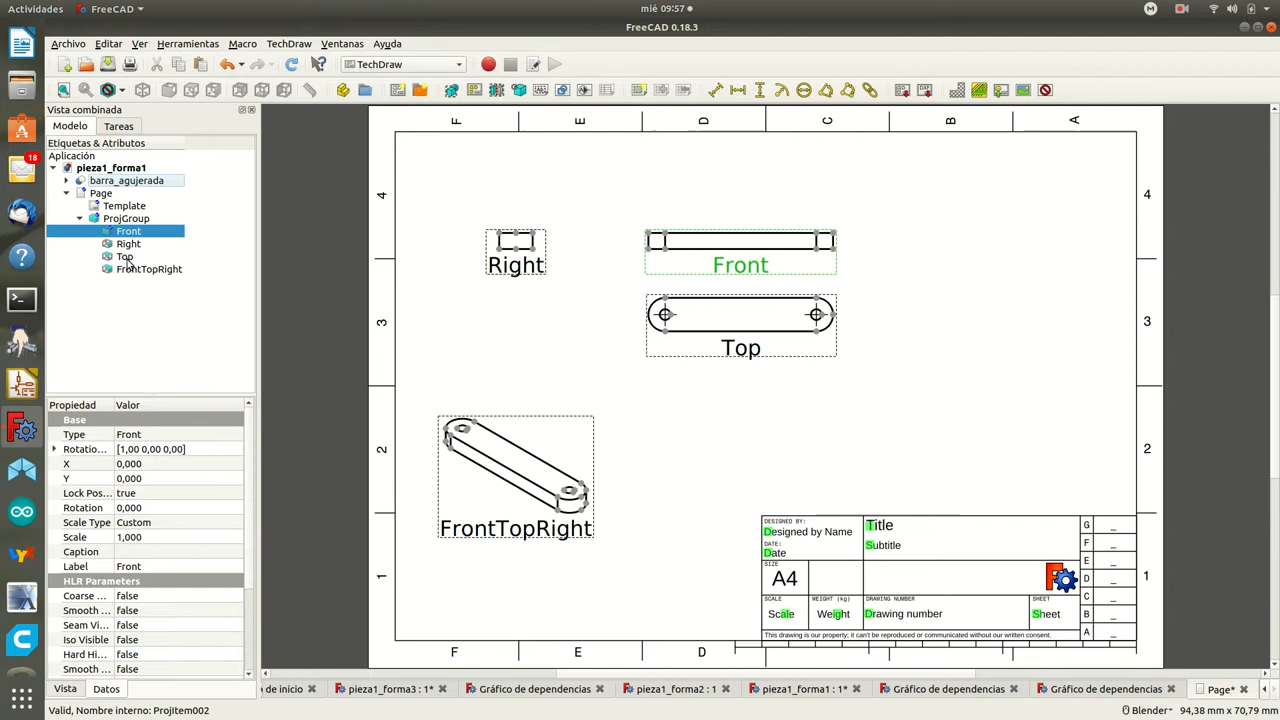 Actividades
FreeCAD
mié 09:57
M
FreeCAD 0.18.3
Archivo Editar Ver Herramientas Macro TechDraw Ventanas Ayuda
TechDraw
Vista combinada
Modelo Tareas
Etiquetas & Atributos
Aplicación
pieza1_forma1
barra_agujerada
Page
Template
ProjGroup
Front
Right
Top
FrontTopRight
18
Propiedad Valor
Base
Type Front
Rotatio... [1,00 0,00 0,00]
X 0,000
Y 0,000
Lock Pos... true
Rotation 0,000
Scale Type Custom
Scale 1,000
Caption
Label Front
HLR Parameters
Coarse ... false
Smooth ... false
Seam Vi... false
Iso Visible false
Hard Hi... false
Smooth ... false
Vista Datos
F E D C B A
4 4
3 3
2 2
1 1
Right
Front
Top
FrontTopRight
DESIGNED BY:
Designed by Name
DATE:
Date
Title
Subtitle
SIZE
A4
SCALE
Scale
WEIGHT (kg)
Weight
DRAWING NUMBER
Drawing number
SHEET
Sheet
G _
F _
E _
D _
C _
B _
A _
This drawing is our property; it can't be reproduced or communicated without our written consent.
F E D
de inicio
pieza1_forma3 : 1*
Gráfico de dependencias
pieza1_forma2 : 1
pieza1_forma1 : 1*
Gráfico de dependencias
Gráfico de dependencias
Page*
Valid, Nombre interno: ProjItem002
Blender
94,38 mm x 70,79 mm